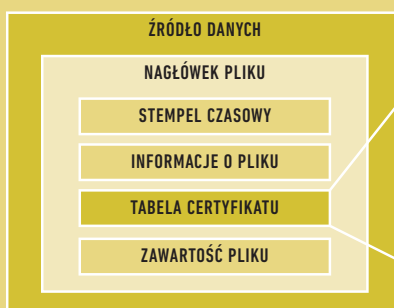 ŹRÓDŁO DANYCH
NAGŁÓWEK PLIKU
STEMPEL CZASOWY
INFORMACJE O PLIKU
TABELA CERTYFIKATU
ZAWARTOŚĆ PLIKU